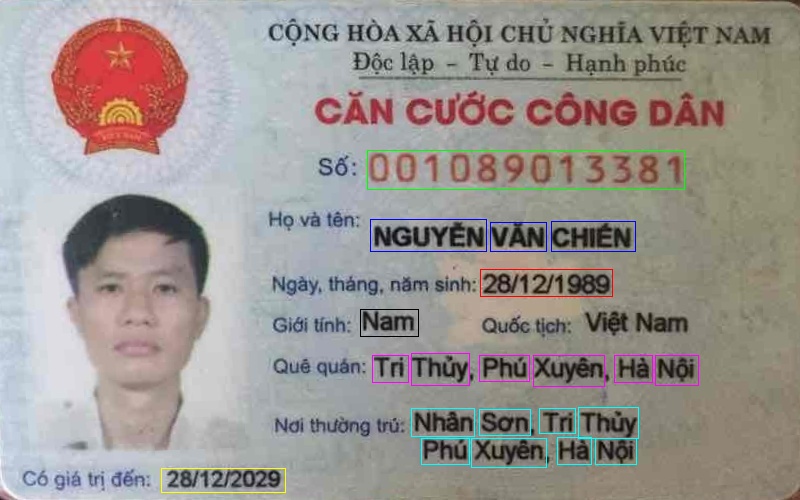 CỘNG HÒA XÃ HỘI CHỦ NGHĨA VIỆT NAM
Độc lập - Tự do - Hạnh phúc
CĂN CƯỚC CÔNG DÂN
Số: 001089013381
Họ và tên: NGUYỄN VĂN CHIẾN
Ngày, tháng, năm sinh: 28/12/1989
Giới tính: Nam Quốc tịch: Việt Nam
Quê quán: Tri Thủy, Phú Xuyên, Hà Nội
Nơi thường trú: Nhân Sơn, Tri Thủy
Phú Xuyên, Hà Nội
Có giá trị đến: 28/12/2029